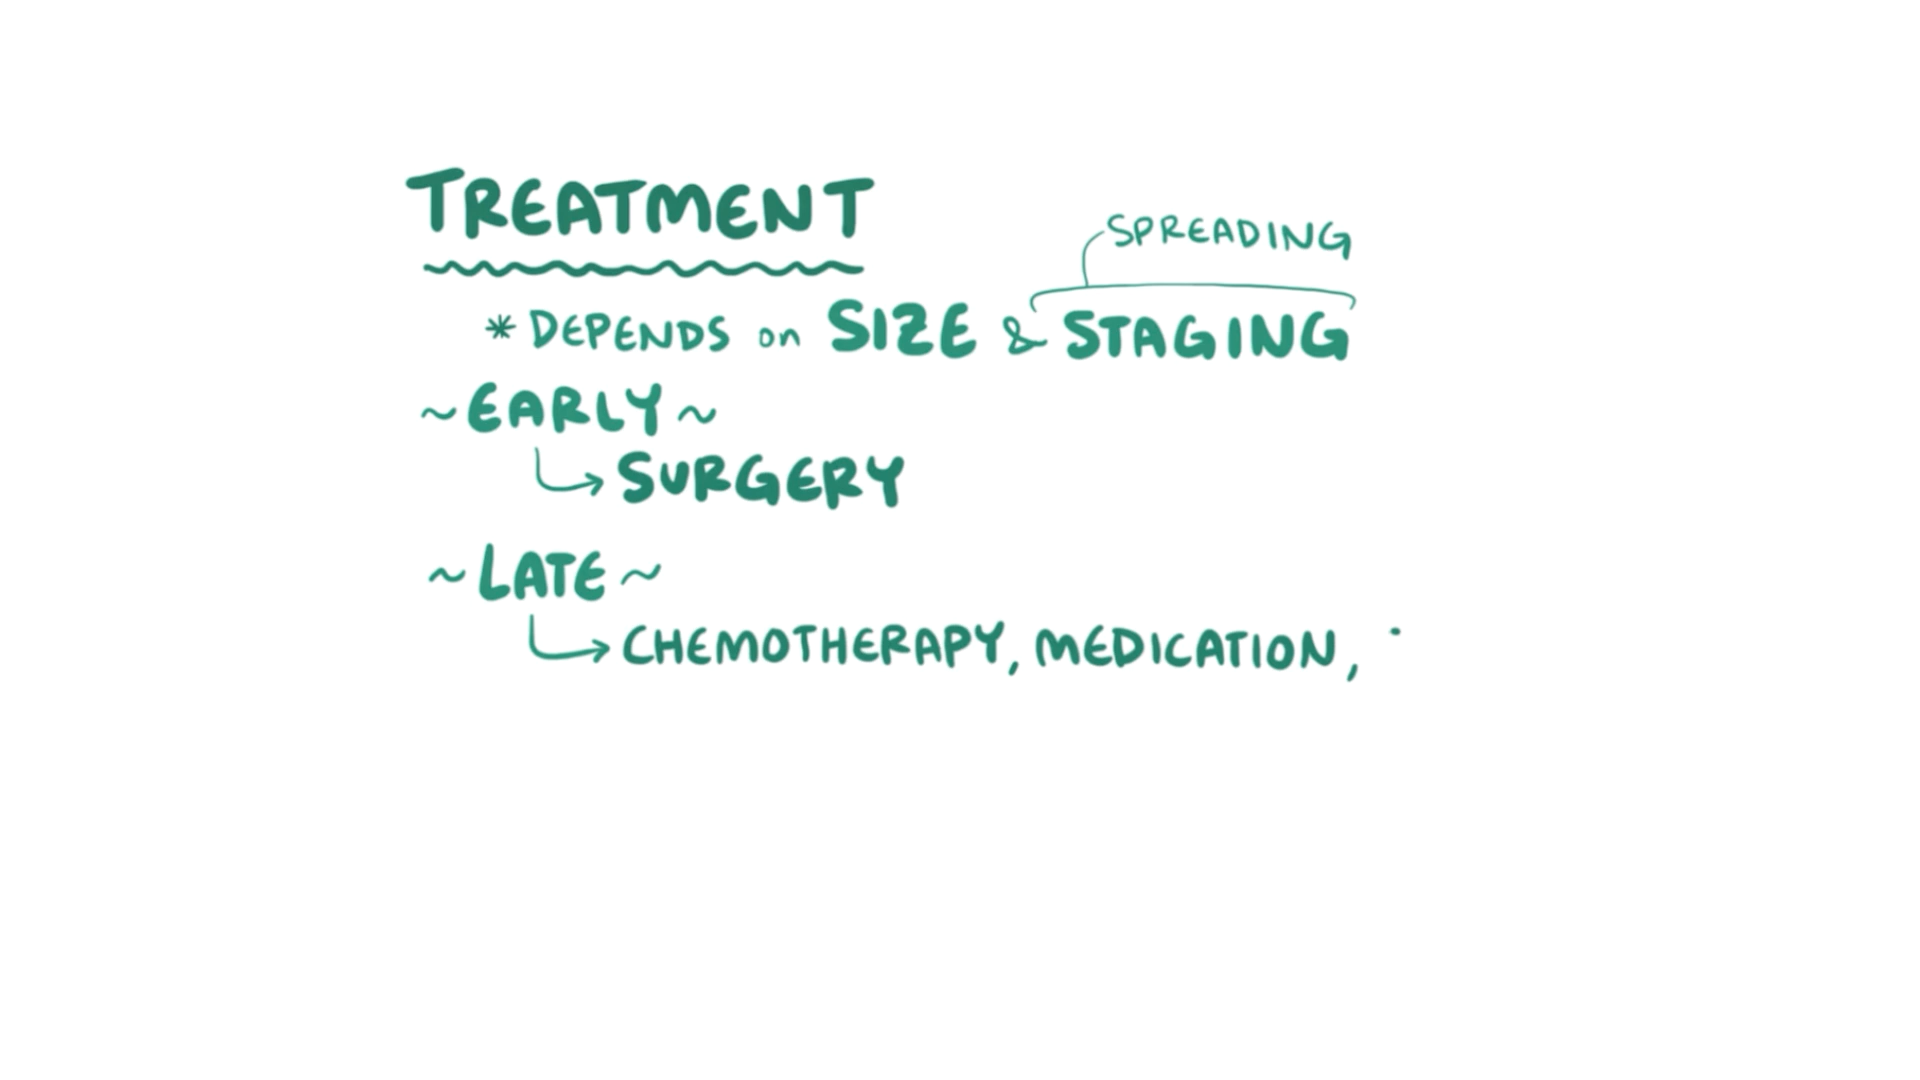 TREATMENT
SPREADING
* DEPENDS on SIZE & STAGING
~ EARLY ~
SURGERY
~ LATE ~
CHEMOTHERAPY, MEDICATION,